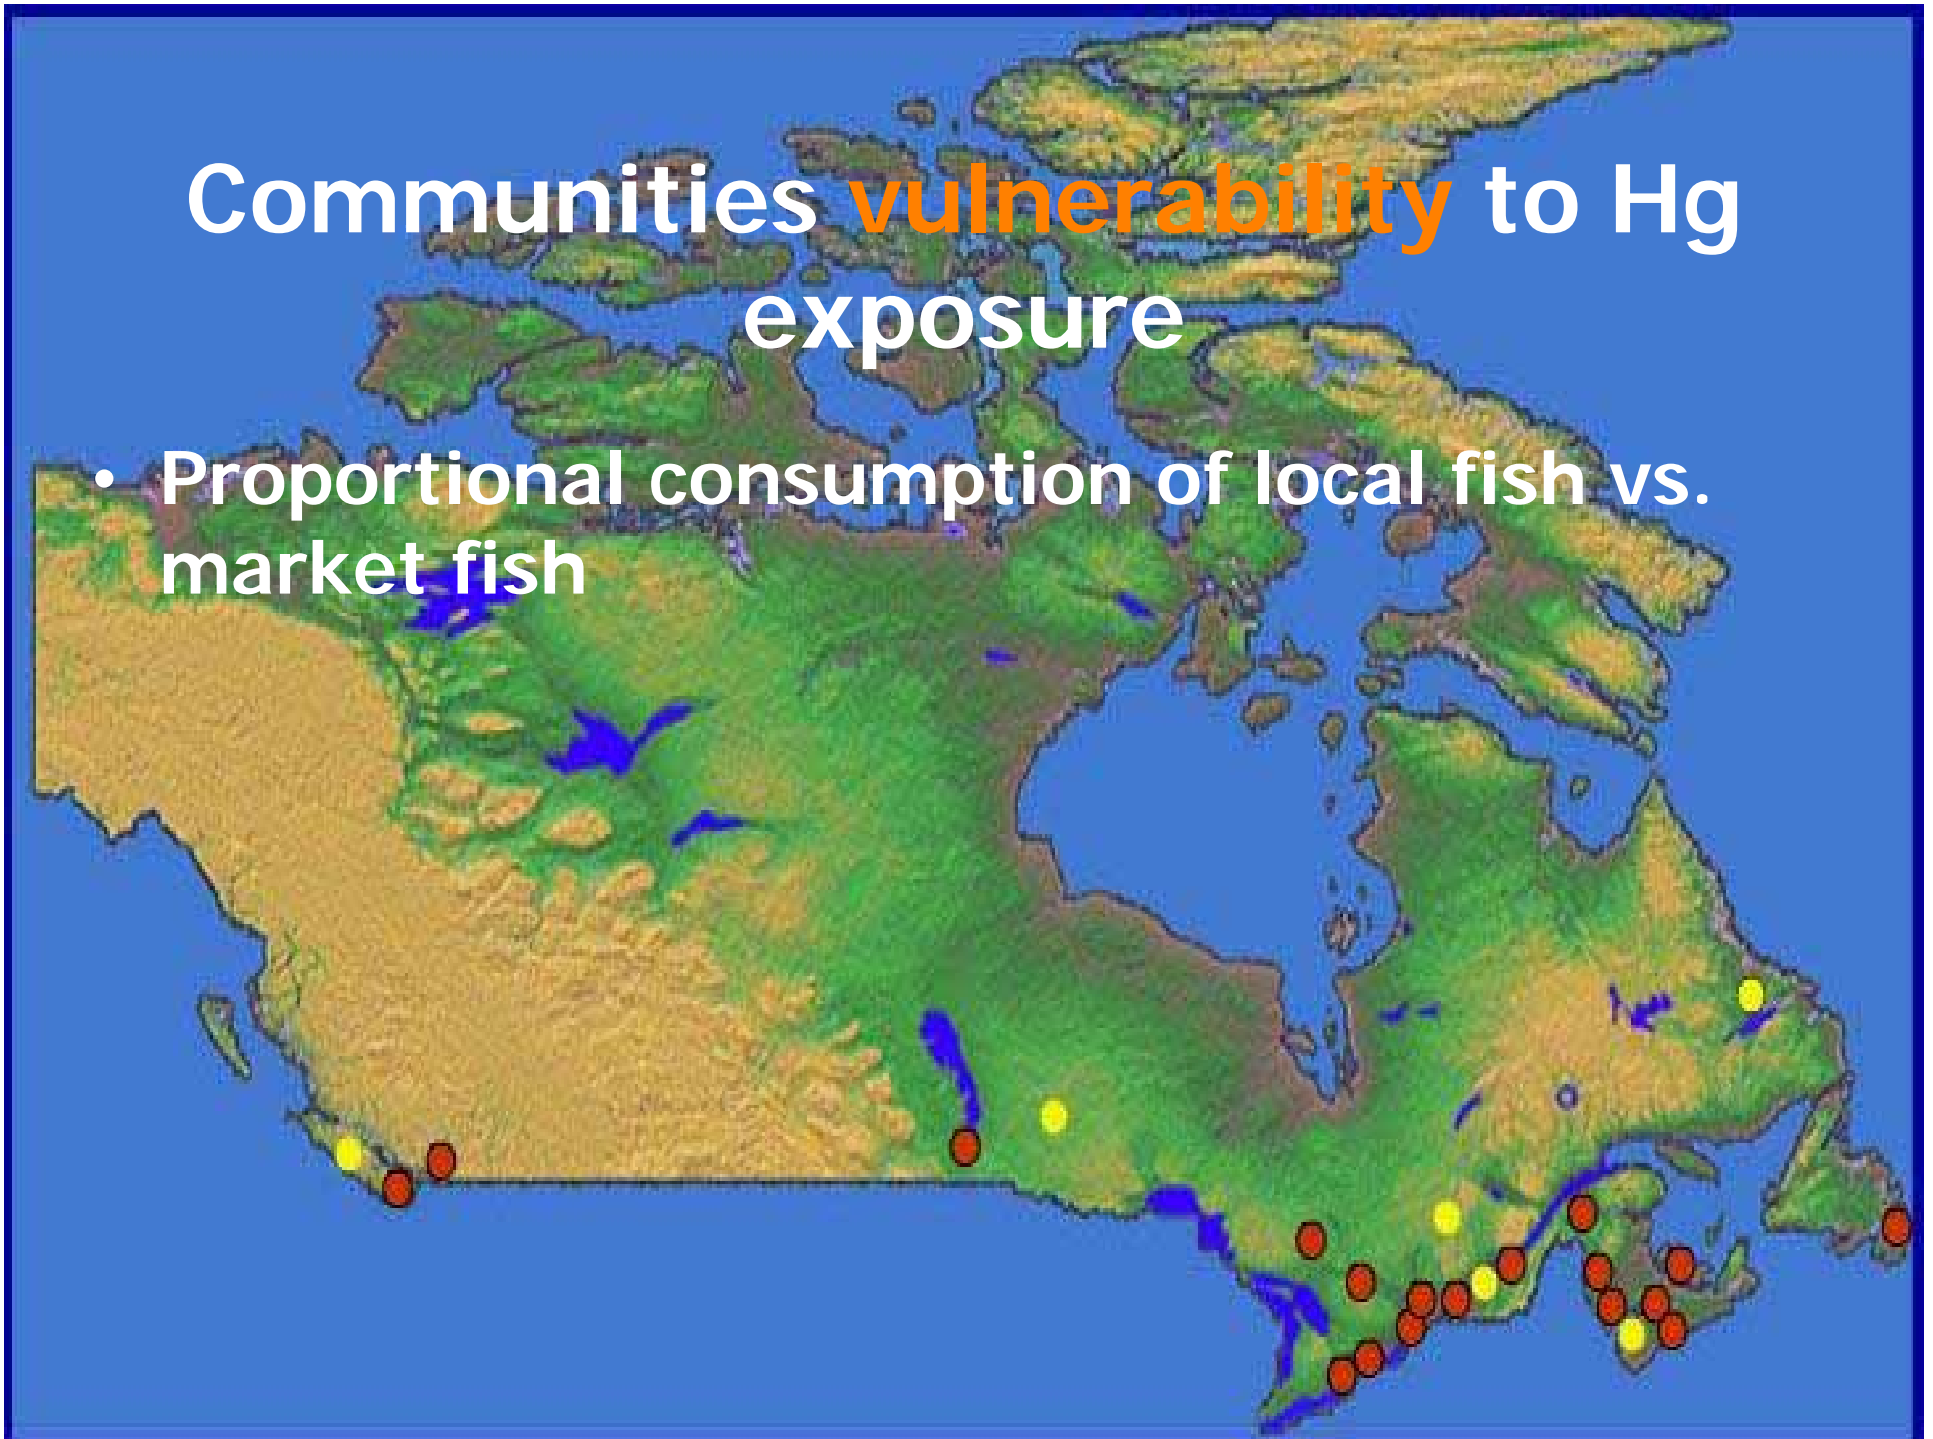 Communities vulnerability to Hg
exposure
• Proportional consumption of local fish vs.
market fish